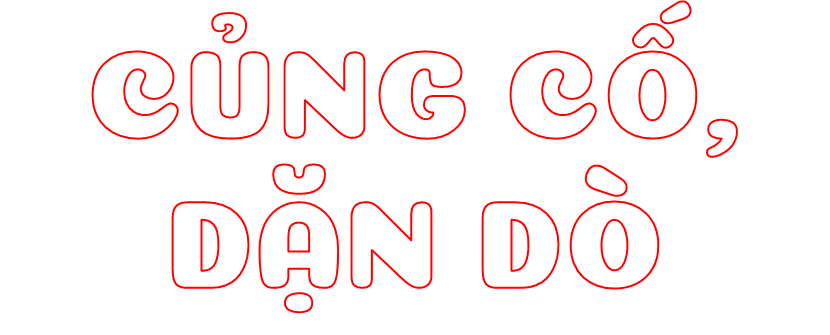 CỦNG CỐ,
DẶN DÒ